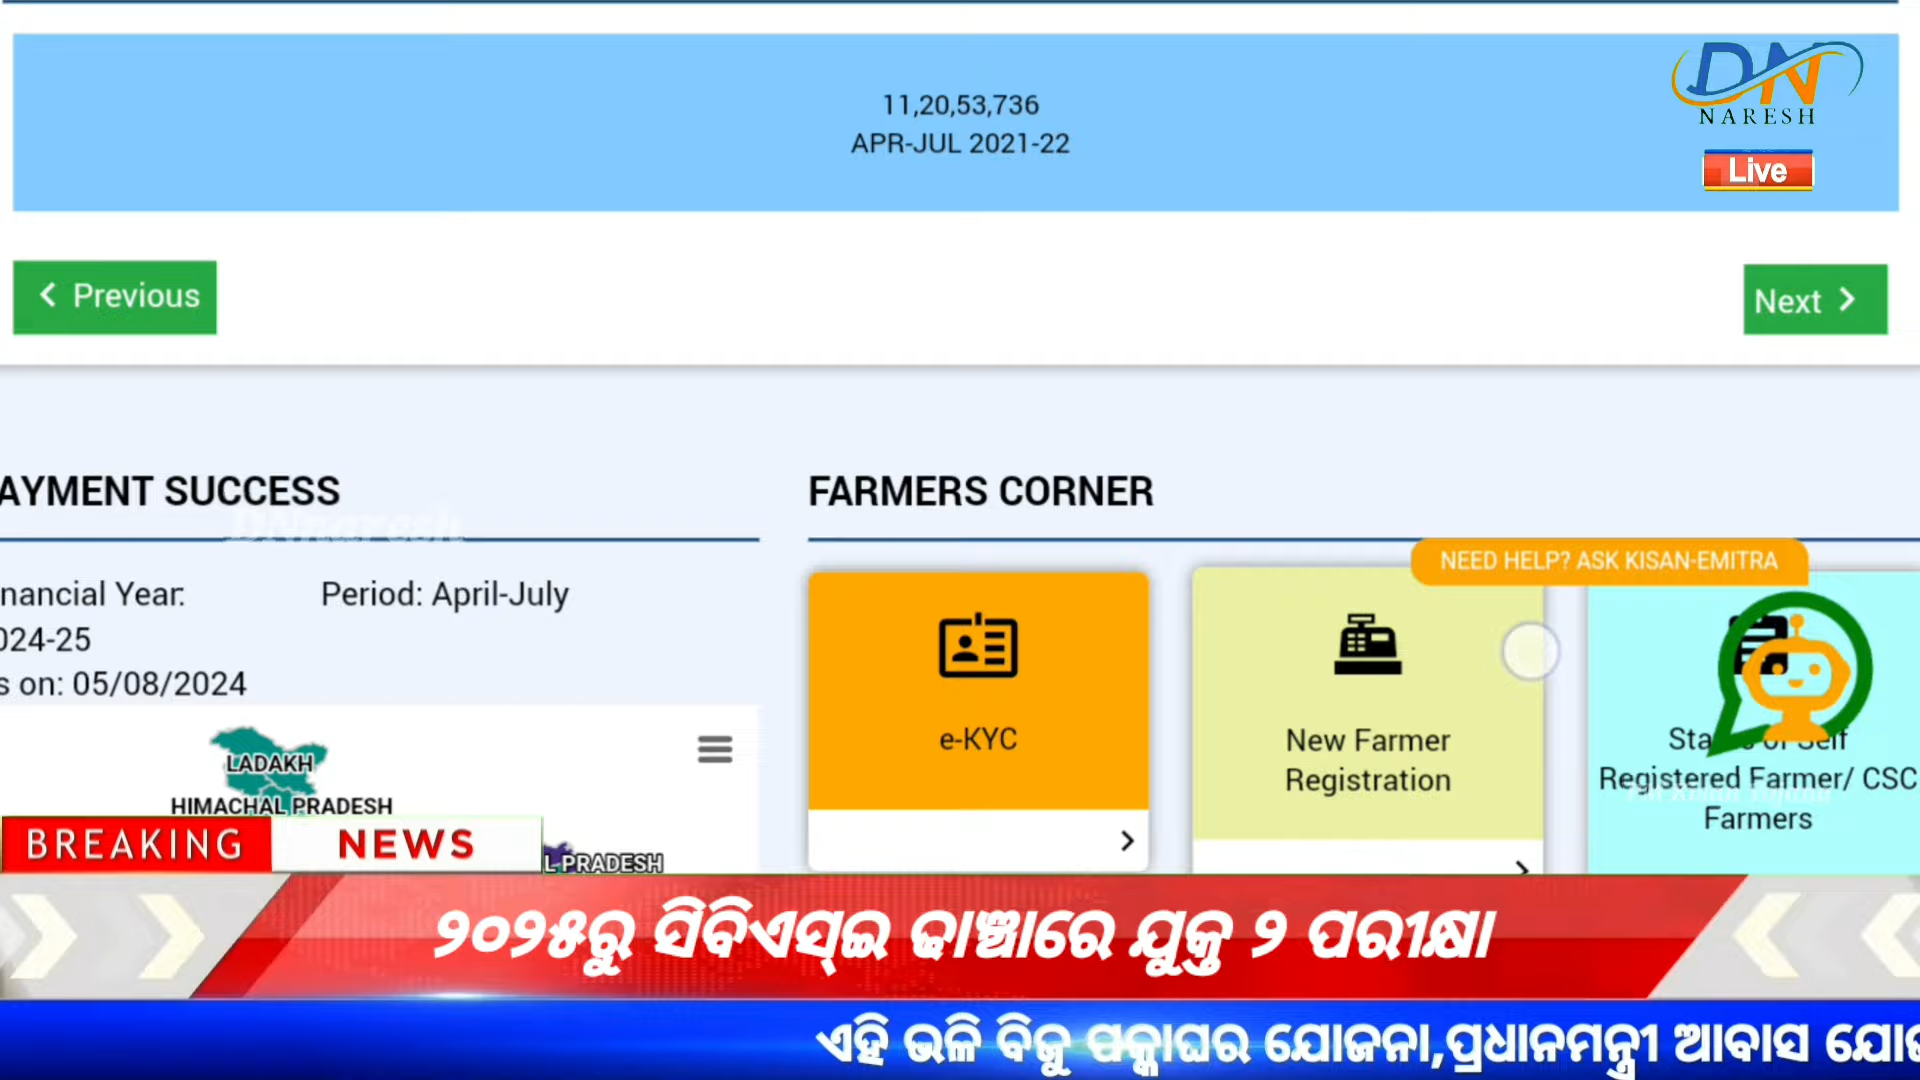 11,20,53,736
APR-JUL 2021-22
DN
NARESH
Live
Previous
Next
AYMENT SUCCESS
DNnaresh
FARMERS CORNER
nancial Year:
Period: April-July
024-25
s on: 05/08/2024
NEED HELP? ASK KISAN-EMITRA
e-KYC
New Farmer
Registration
Self
Registered Farmer/ CSC
Farmers
LADAKH
HIMACHAL PRADESH
L PRADESH
BREAKING NEWS
୨୦୨୫ରୁ ସିବିଏସ୍ଇ ଢାଞ୍ଚାରେ ଯୁକ୍ତ ୨ ପରୀକ୍ଷା
ଏହି ଭଳି ବିଜୁ ପକ୍କାଘର ଯୋଜନା,ପ୍ରଧାନମନ୍ତ୍ରୀ ଆବାସ ଯୋ